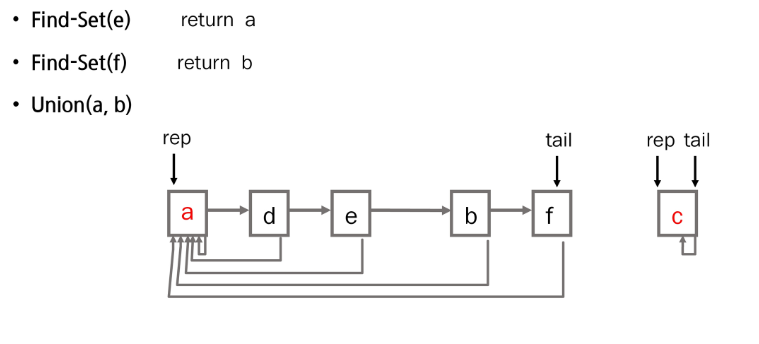 • Find-Set(e) return a
• Find-Set(f) return b
• Union(a, b)
rep tail rep tail
a d e b f c